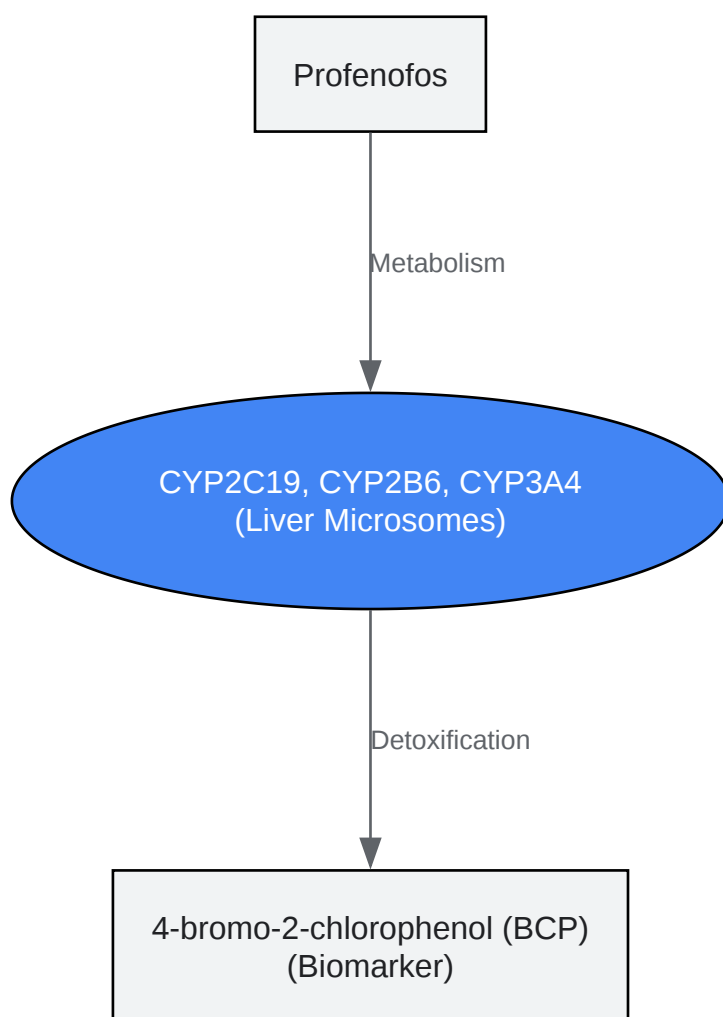 Profenofos
Metabolism
CYP2C19, CYP2B6, CYP3A4
(Liver Microsomes)
Detoxification
4-bromo-2-chlorophenol (BCP)
(Biomarker)